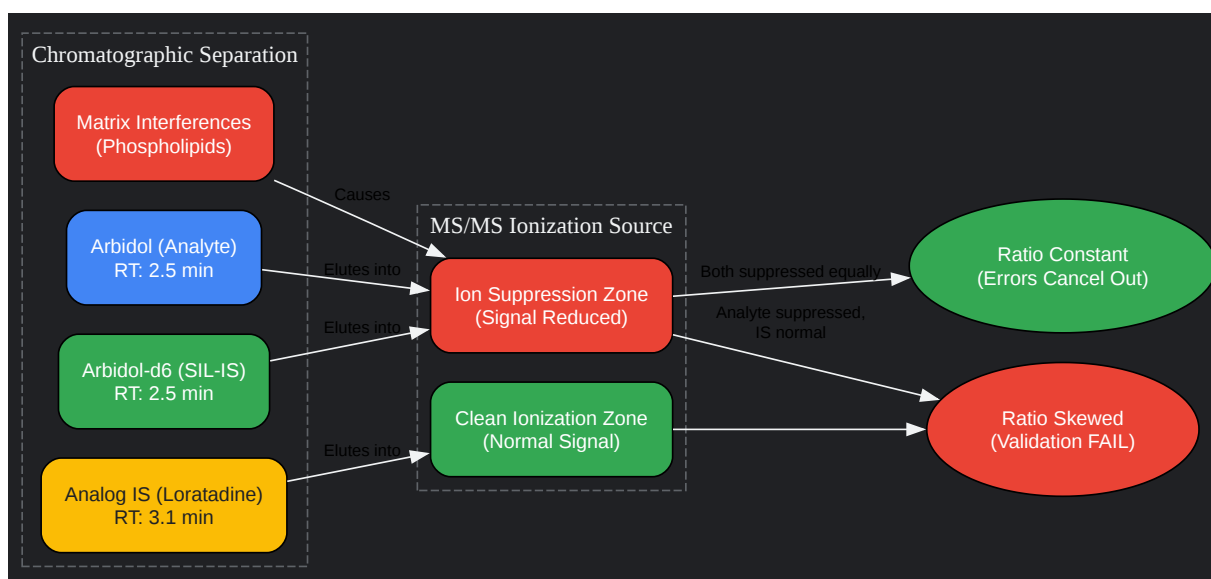 Chromatographic Separation
Matrix Interferences
(Phospholipids)
Arbidol (Analyte)
RT: 2.5 min
Arbidol-d6 (SIL-IS)
RT: 2.5 min
Analog IS (Loratadine)
RT: 3.1 min
Causes
Elutes into
Elutes into
Elutes into
MS/MS Ionization Source
Ion Suppression Zone
(Signal Reduced)
Clean Ionization Zone
(Normal Signal)
Both suppressed equally
Analyte suppressed,
IS normal
Ratio Constant
(Errors Cancel Out)
Ratio Skewed
(Validation FAIL)